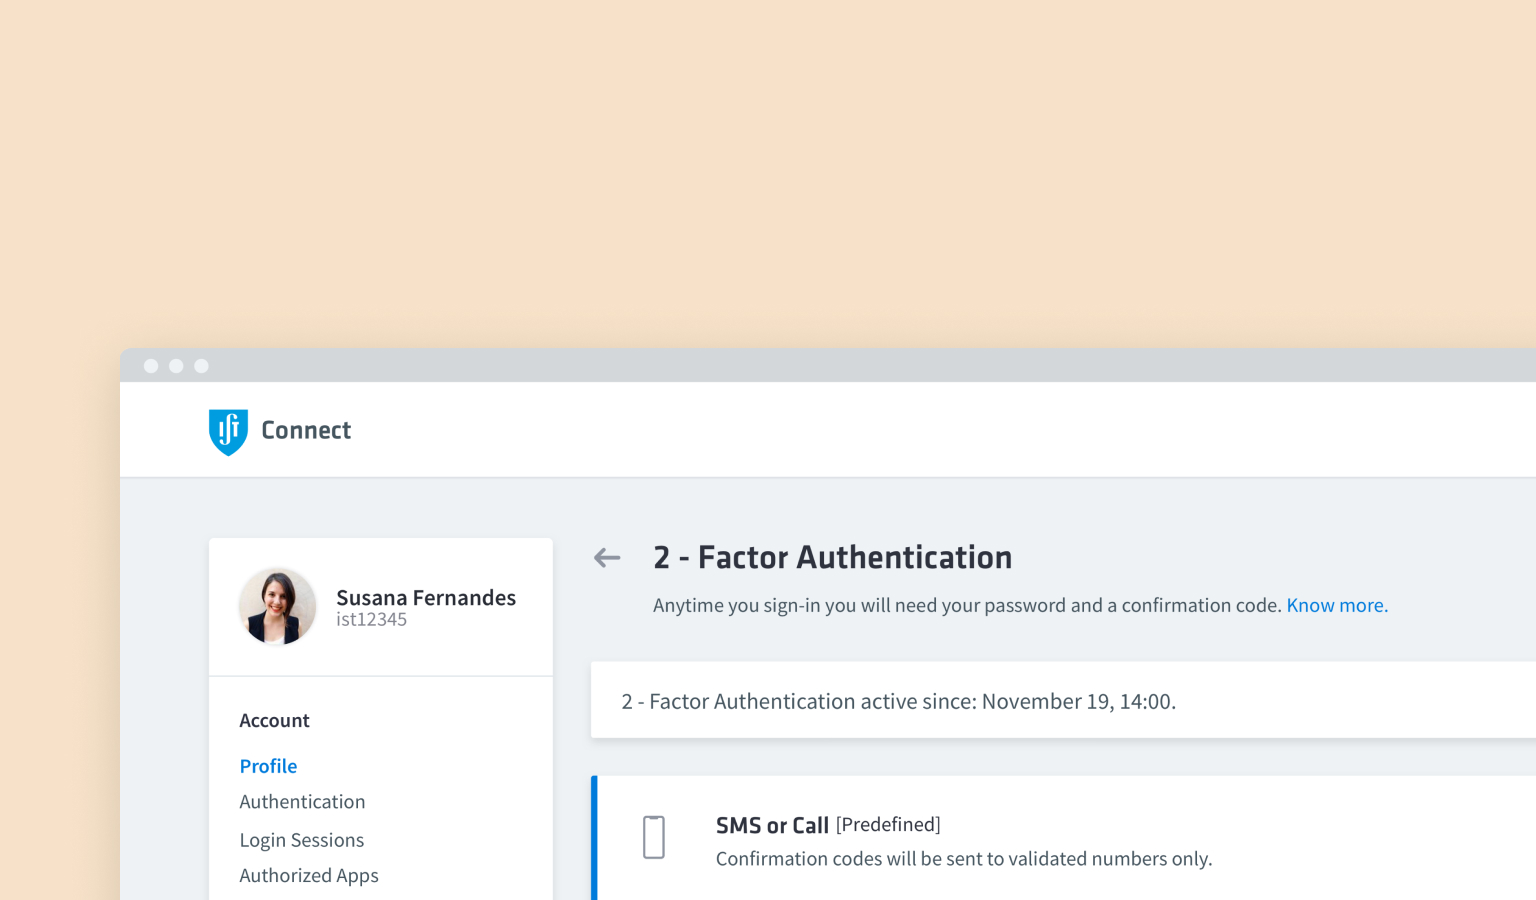 ist Connect
Susana Fernandes
ist12345
Account
Profile
Authentication
Login Sessions
Authorized Apps
2 - Factor Authentication
Anytime you sign-in you will need your password and a confirmation code. Know more.
2 - Factor Authentication active since: November 19, 14:00.
SMS or Call [Predefined]
Confirmation codes will be sent to validated numbers only.